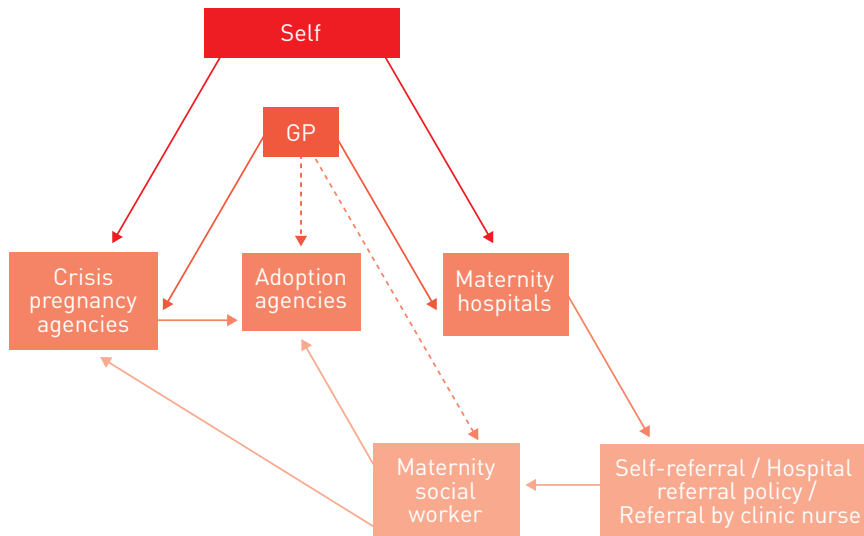 Self
GP
Crisis
pregnancy
agencies
Adoption
agencies
Maternity
hospitals
Maternity
social
worker
Self-referral / Hospital
referral policy /
Referral by clinic nurse